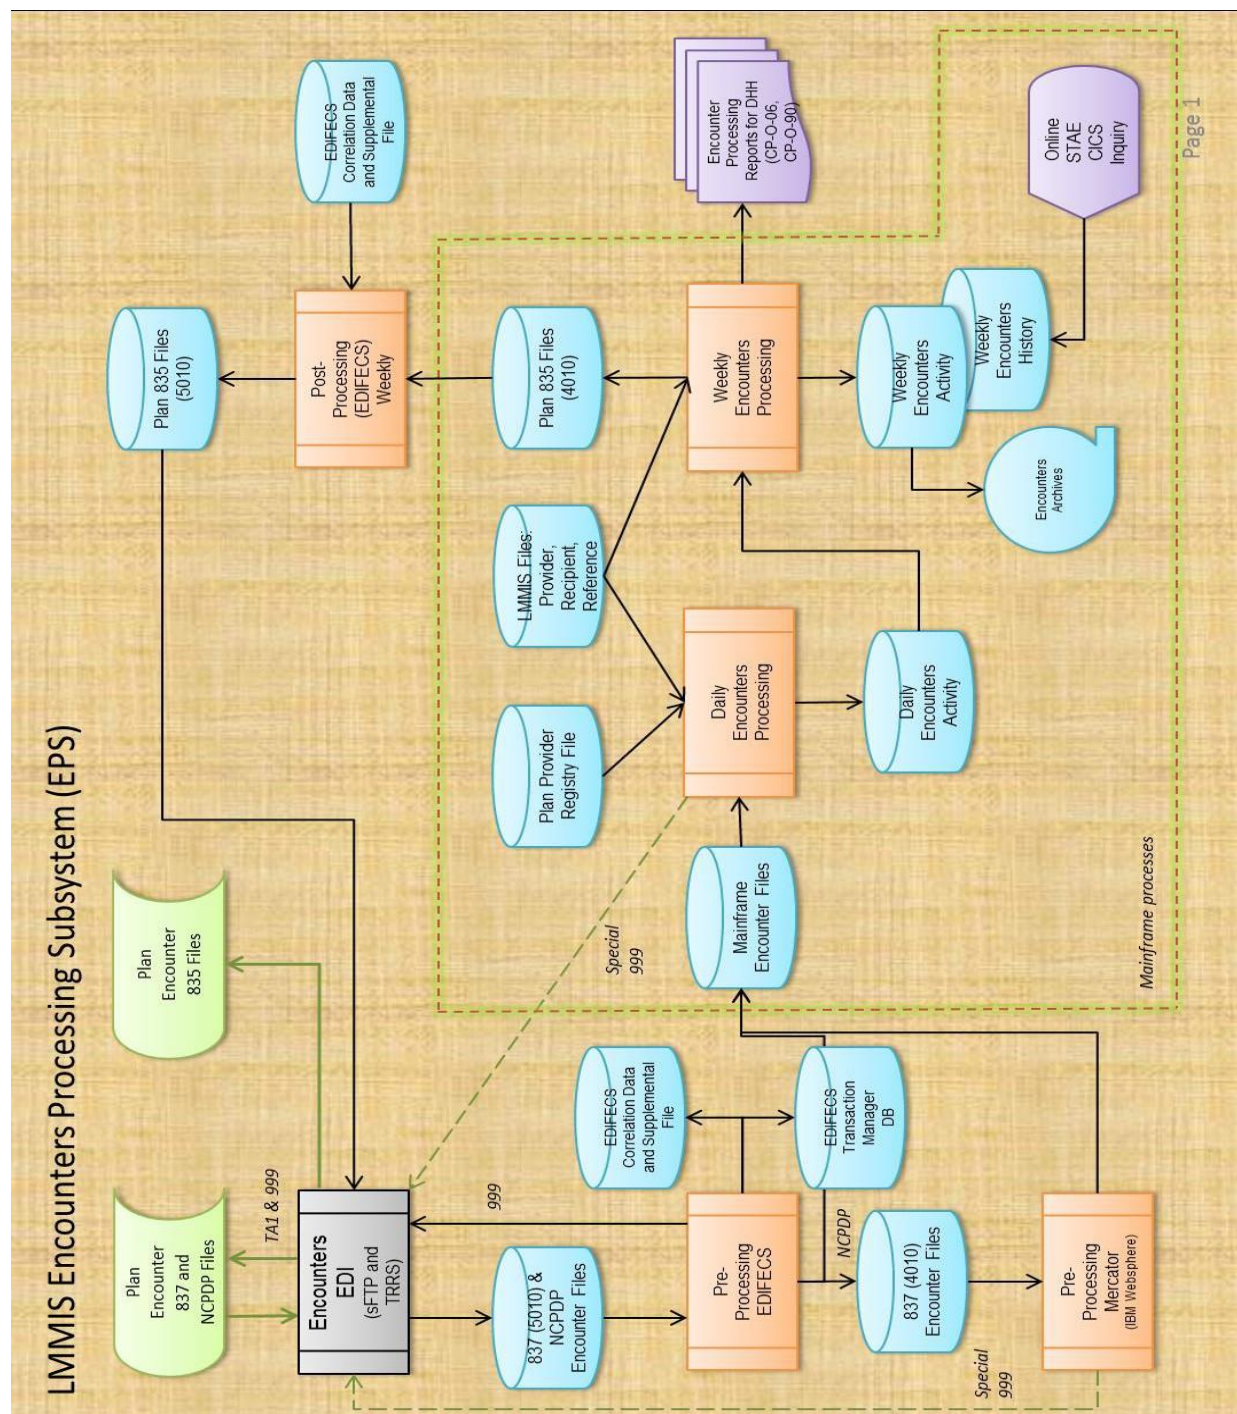 LMMIS Encounters Processing Subsystem (EPS)
Plan
Encounter
837 and
NCPDP Files
TA1 & 999
Plan
Encounter
835 Files
Plan 835 Files
(5010)
Encounters
EDI
(sFTP and
TRRS)
Post-
Processing
(EDIFECS)
Weekly
EDIFECS
Correlation Data
and Supplemental
File
999
837 (5010) &
NCPDP
Encounter Files
Plan Provider
Registry File
LMMIS Files:
Provider,
Recipient,
Reference
Plan 835 Files
(4010)
EDIFECS
Correlation Data
and Supplemental
File
Special
999
Pre-
Processing
EDIFECS
Mainframe
Encounter Files
Daily
Encounters
Processing
Weekly
Encounters
Processing
Encounter
Processing
Reports for DHH
(CP-O-06,
CP-O-90)
NCPDP
EDIFECS
Transaction
Manager
DB
837 (4010)
Encounter Files
Daily
Encounters
Activity
Weekly
Encounters
Activity
Weekly
Encounters
History
Special
999
Pre-
Processing
Mercator
(IBM Websphere)
Encounters
Archives
Online
STAE
CICS
Inquiry
Mainframe processes
Page 1